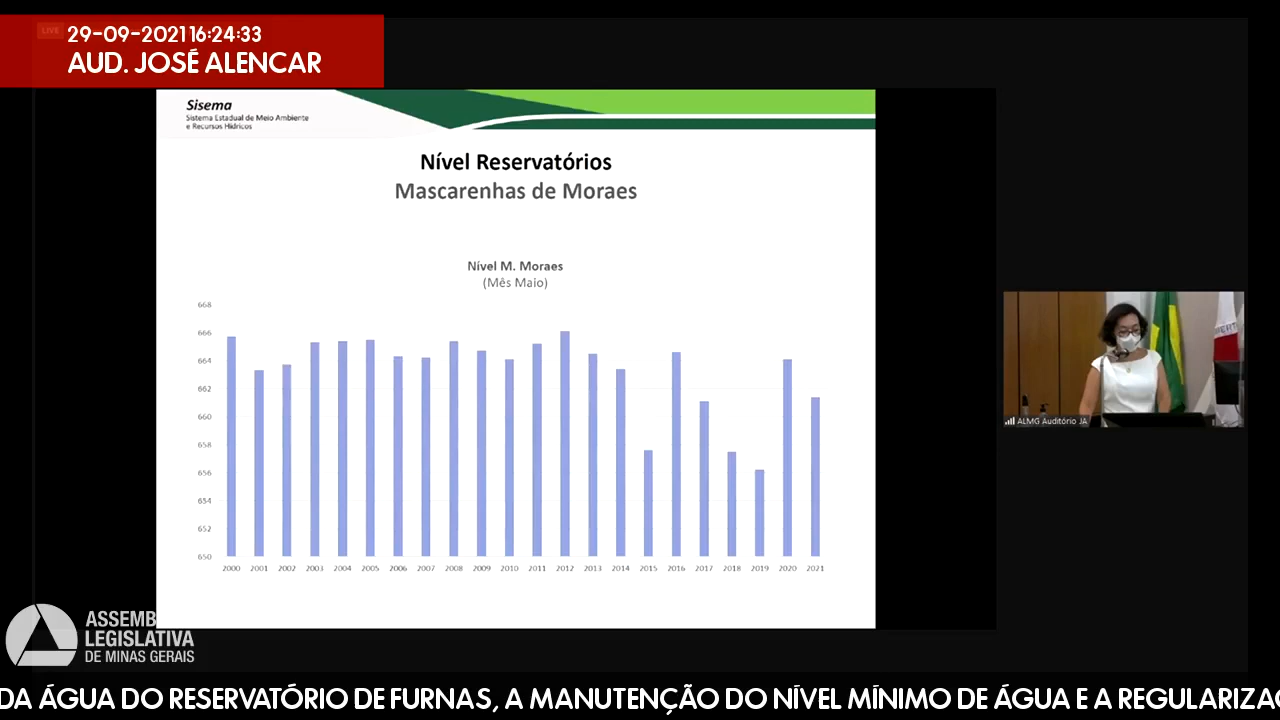 LIVE
29-09-2021 16:24:33
AUD. JOSÉ ALENCAR
Sisema
Sistema Estadual de Meio Ambiente
e Recursos Hídricos
Nível Reservatórios
Mascarenhas de Moraes
Nível M. Moraes
(Mês Maio)
668
666
664
662
660
658
656
654
652
650
2000 2001 2002 2003 2004 2005 2006 2007 2008 2009 2010 2011 2012 2013 2014 2015 2016 2017 2018 2019 2020 2021
ALMG Auditório JA
ASSEMB
LEGISLATIVA
DE MINAS GERAIS
DA ÁGUA DO RESERVATÓRIO DE FURNAS, A MANUTENÇÃO DO NÍVEL MÍNIMO DE ÁGUA E A REGULARIZAÇ